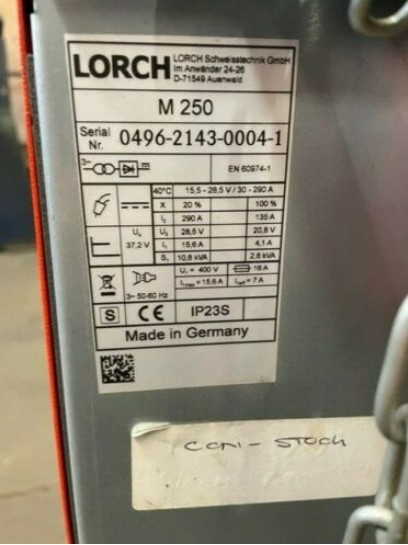 LORCH
LORCH Schweisstechnik GmbH
Im Anwänder 24-26
D-71549 Auenwald
M 250
Serial Nr. 0496-2143-0004-1
3~ EN 60974-1
40°C 15,5 - 28,5 V / 30 - 290 A
X 20 % 100 %
I₂ 290 A 135 A
U₀ 37,2 V
U₂ 28,5 V 20,8 V
I₁ 15,6 A 4,1 A
S₁ 10,8 kVA 2,8 kVA
3~ 50-60 Hz
U₁ = 400 V 16 A
I₁max = 15,6 A I₁eff = 7 A
S CE IP23S
Made in Germany
CCM - STOCK